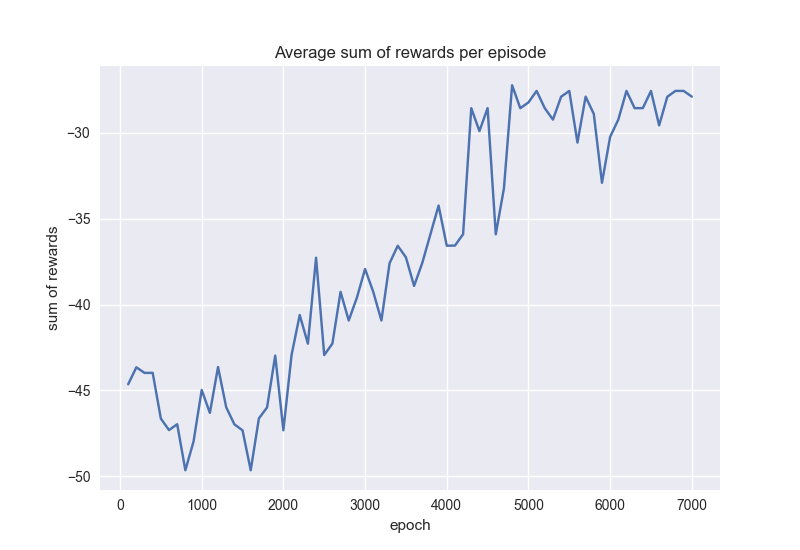 Average sum of rewards per episode
sum of rewards
−30
−35
−40
−45
−50
0 1000 2000 3000 4000 5000 6000 7000
epoch